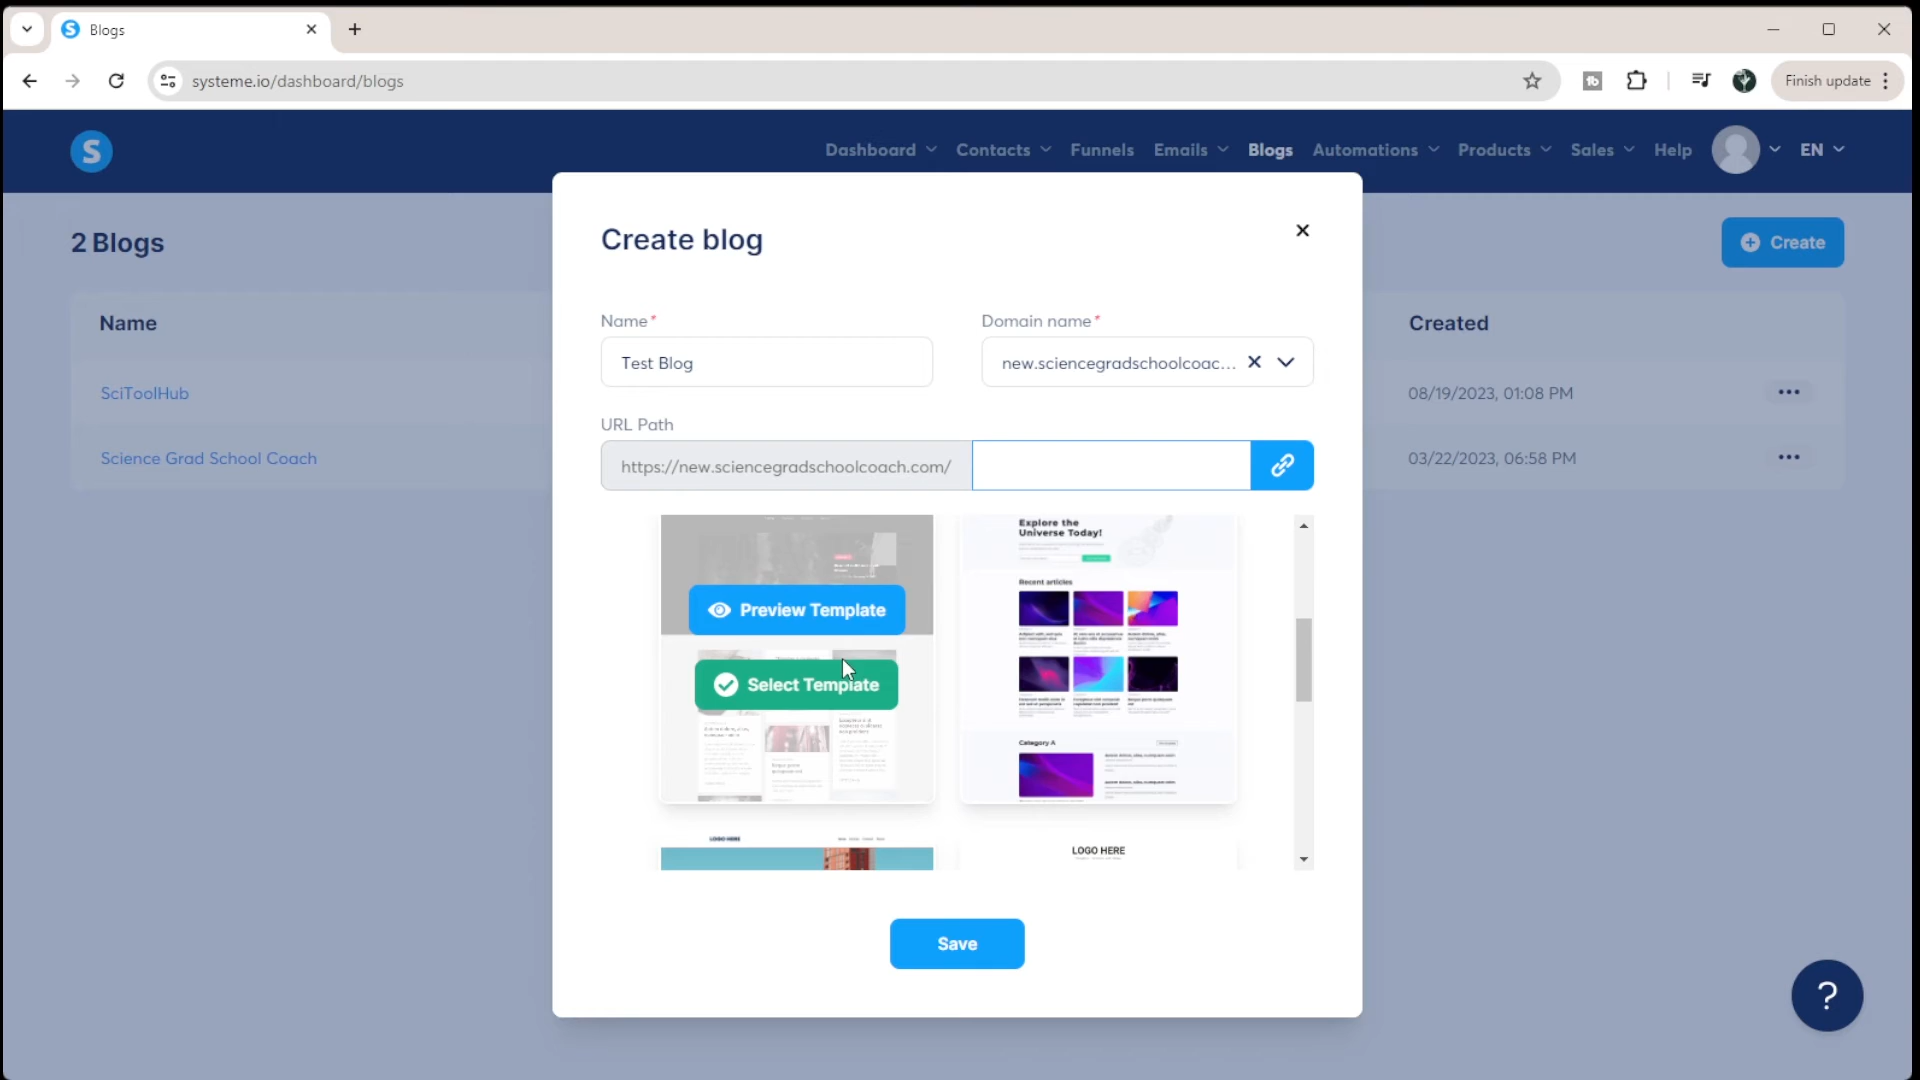 Blogs
systeme.io/dashboard/blogs
Finish update
S
Dashboard
Contacts
Funnels
Emails
Blogs
Automations
Products
Sales
Help
EN
2 Blogs
Create
Create blog
Name*
Domain name*
Test Blog
new.sciencegradschoolcoac...
URL Path
https://new.sciencegradschoolcoach.com/
Name
Created
SciToolHub
08/19/2023, 01:08 PM
Science Grad School Coach
03/22/2023, 06:58 PM
Preview Template
Select Template
Explore the
Universe Today!
Recent articles
Category A
LOGO HERE
LOGO HERE
Save
?